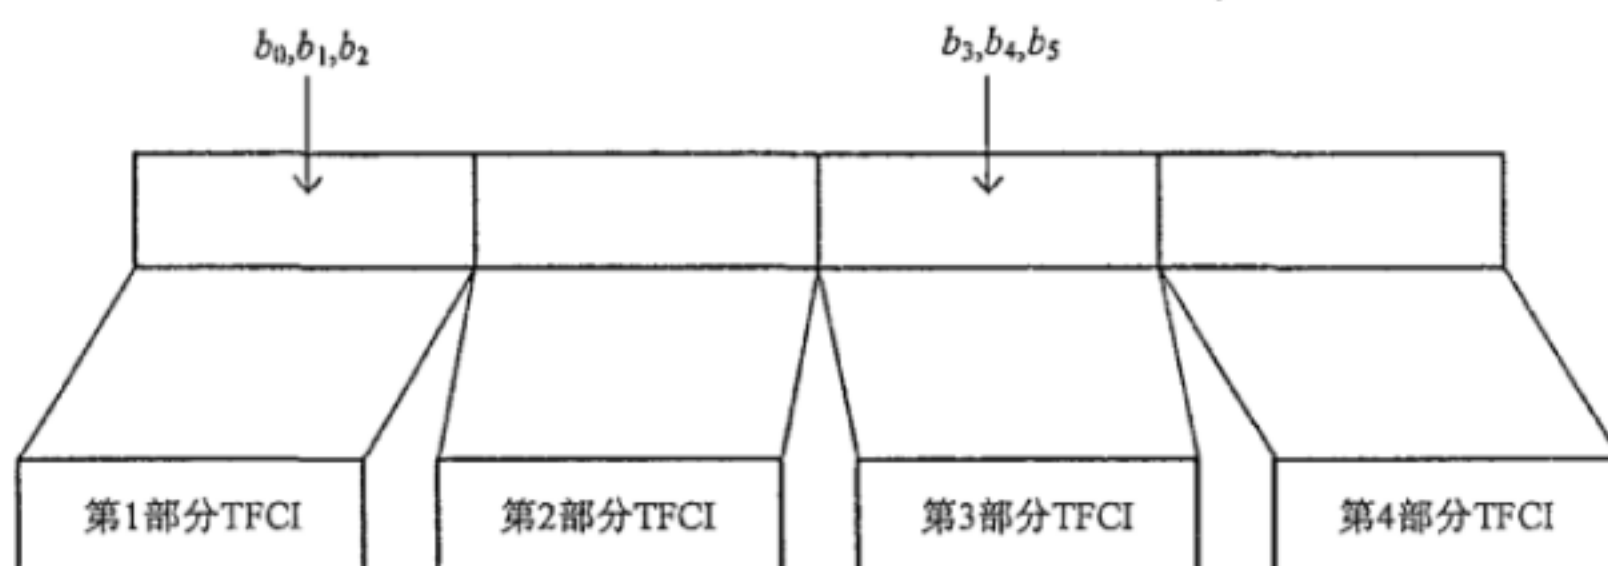 b₀,b₁,b₂
b₃,b₄,b₅
第1部分TFCI
第2部分TFCI
第3部分TFCI
第4部分TFCI